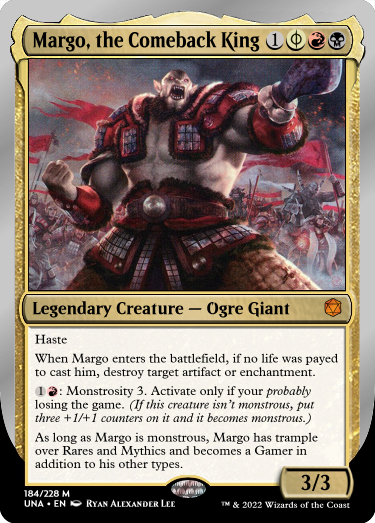 Margo, the Comeback King 1
Legendary Creature — Ogre Giant
Haste
When Margo enters the battlefield, if no life was payed
to cast him, destroy target artifact or enchantment.
1 : Monstrosity 3. Activate only if your probably
losing the game. (If this creature isn't monstrous, put
three +1/+1 counters on it and it becomes monstrous.)
As long as Margo is monstrous, Margo has trample
over Rares and Mythics and becomes a Gamer in
addition to his other types.
3/3
184/228 M
UNA • EN Ryan Alexander Lee
™ & © 2022 Wizards of the Coast